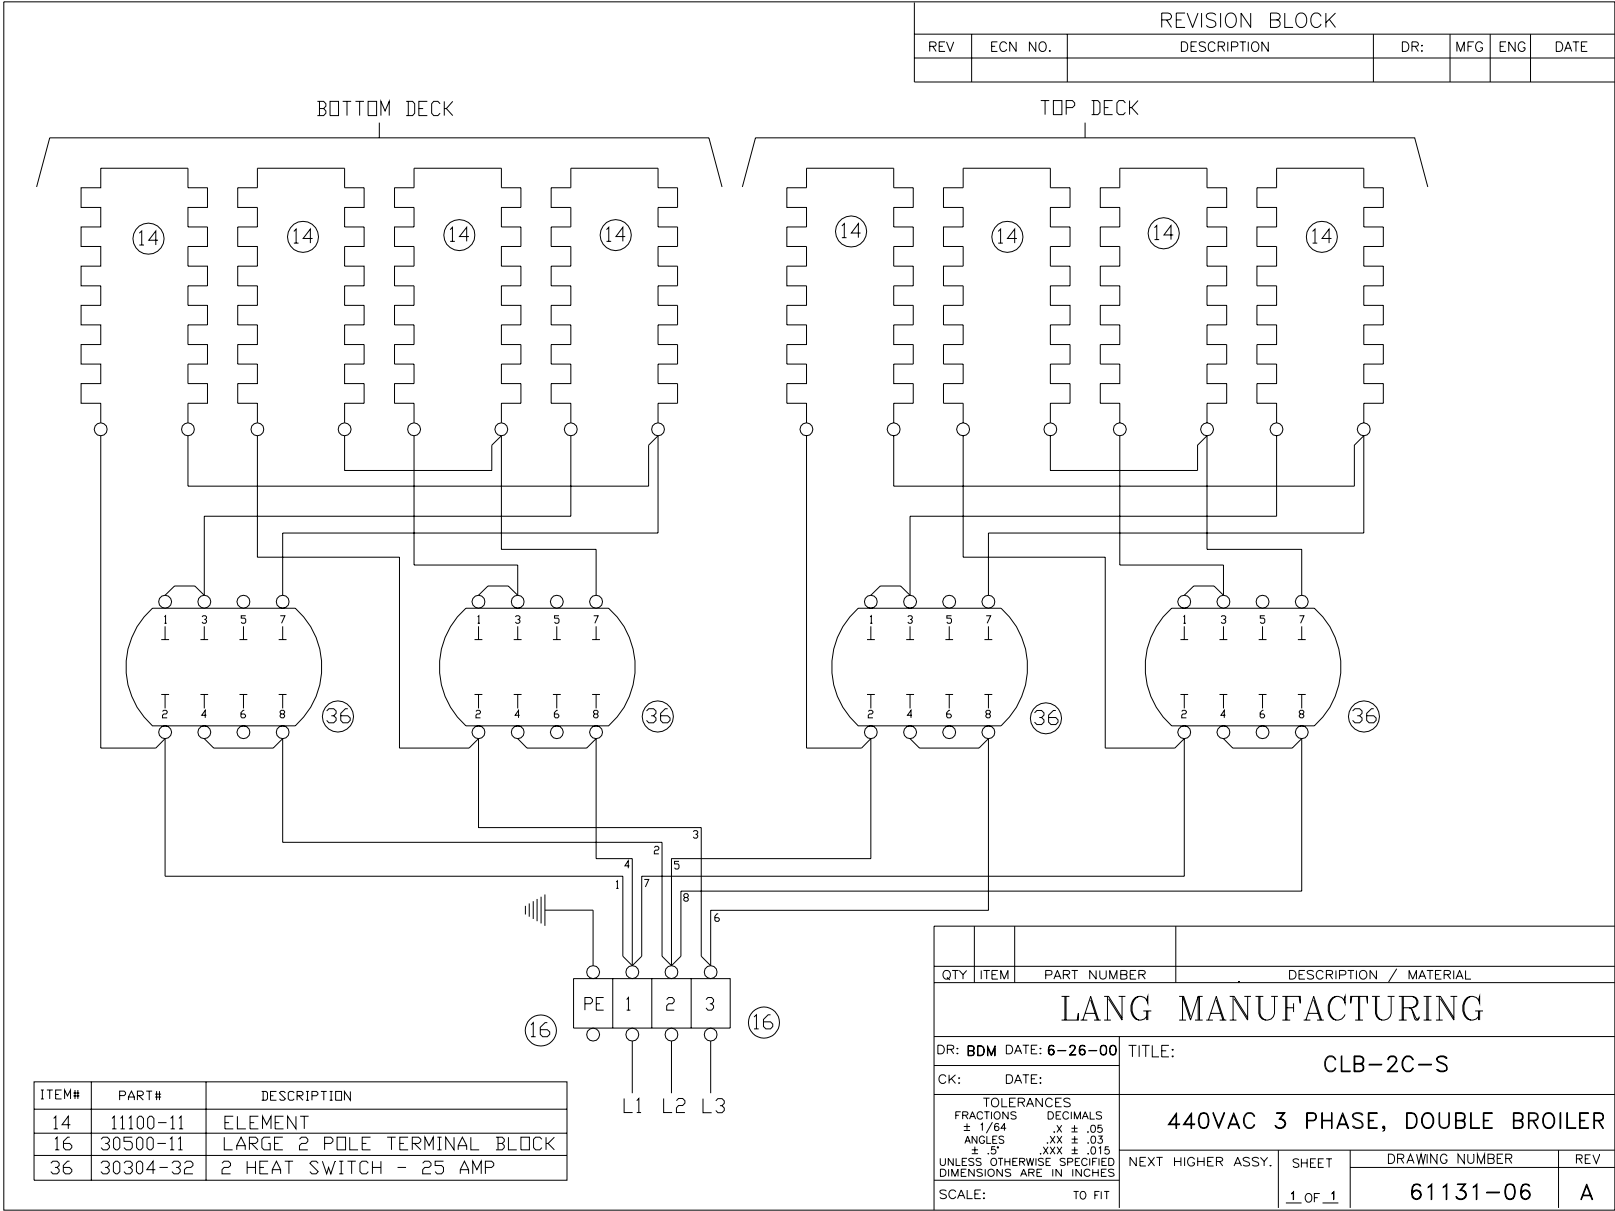 REVISION BLOCK
REV ECN NO. DESCRIPTION DR: MFG ENG DATE
BOTTOM DECK TOP DECK
14 14 14 14 14 14 14 14
1 3 5 7 1 3 5 7 1 3 5 7 1 3 5 7
2 4 6 8 2 4 6 8 2 4 6 8 2 4 6 8
36 36 36 36
3
2
4 5
1 7
8
6
PE 1 2 3
16 16
L1 L2 L3
ITEM# PART# DESCRIPTION
14 11100-11 ELEMENT
16 30500-11 LARGE 2 POLE TERMINAL BLOCK
36 30304-32 2 HEAT SWITCH - 25 AMP
QTY ITEM PART NUMBER DESCRIPTION / MATERIAL
LANG MANUFACTURING
DR: BDM DATE: 6-26-00 TITLE:
CLB-2C-S
CK: DATE:
TOLERANCES
FRACTIONS DECIMALS
± 1/64 .X ± .05
ANGLES .XX ± .03
± .5° .XXX ± .015
UNLESS OTHERWISE SPECIFIED
DIMENSIONS ARE IN INCHES
440VAC 3 PHASE, DOUBLE BROILER
NEXT HIGHER ASSY. SHEET DRAWING NUMBER REV
SCALE: TO FIT 1 OF 1 61131-06 A